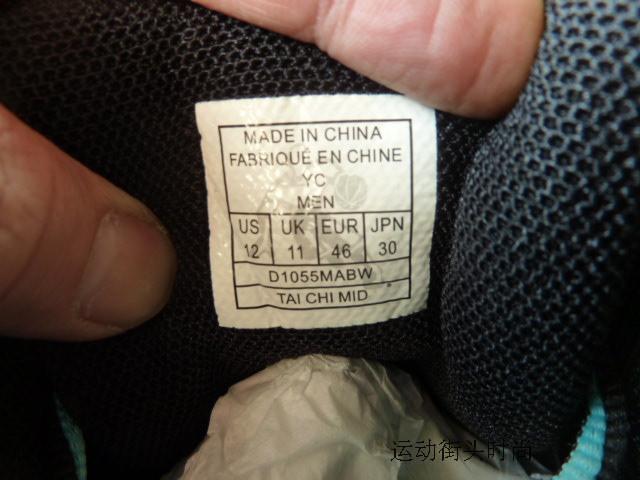 MADE IN CHINA
FABRIQUÉ EN CHINE
YC
MEN
US UK EUR JPN
12 11 46 30
D1055MABW
TAI CHI MID
运动街头时尚